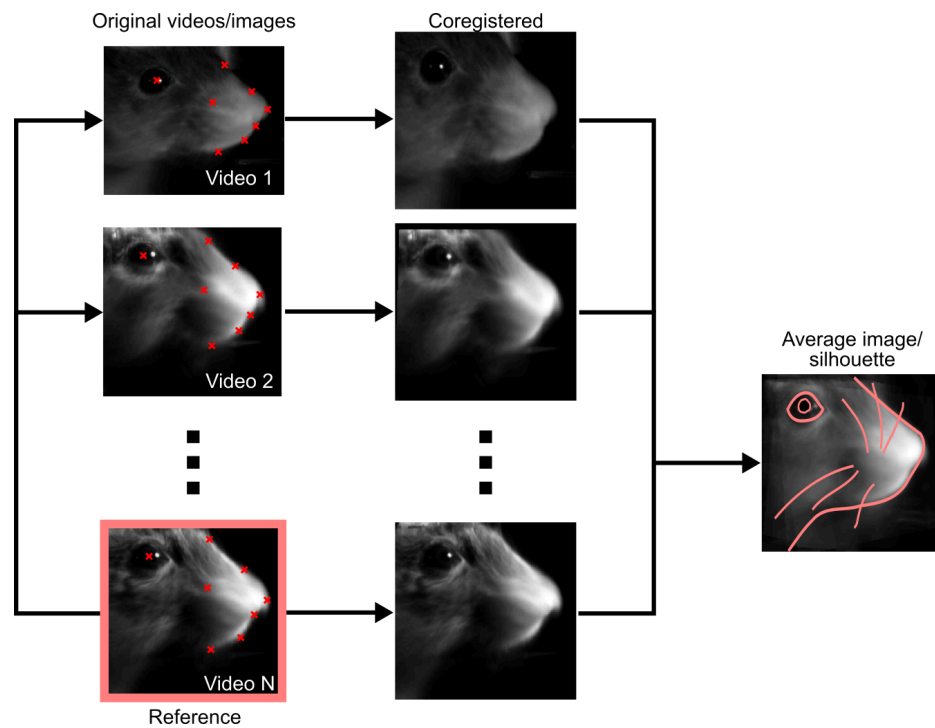 Original videos/images
Coregistered
Video 1
Video 2
Average image/
silhouette
Video N
Reference